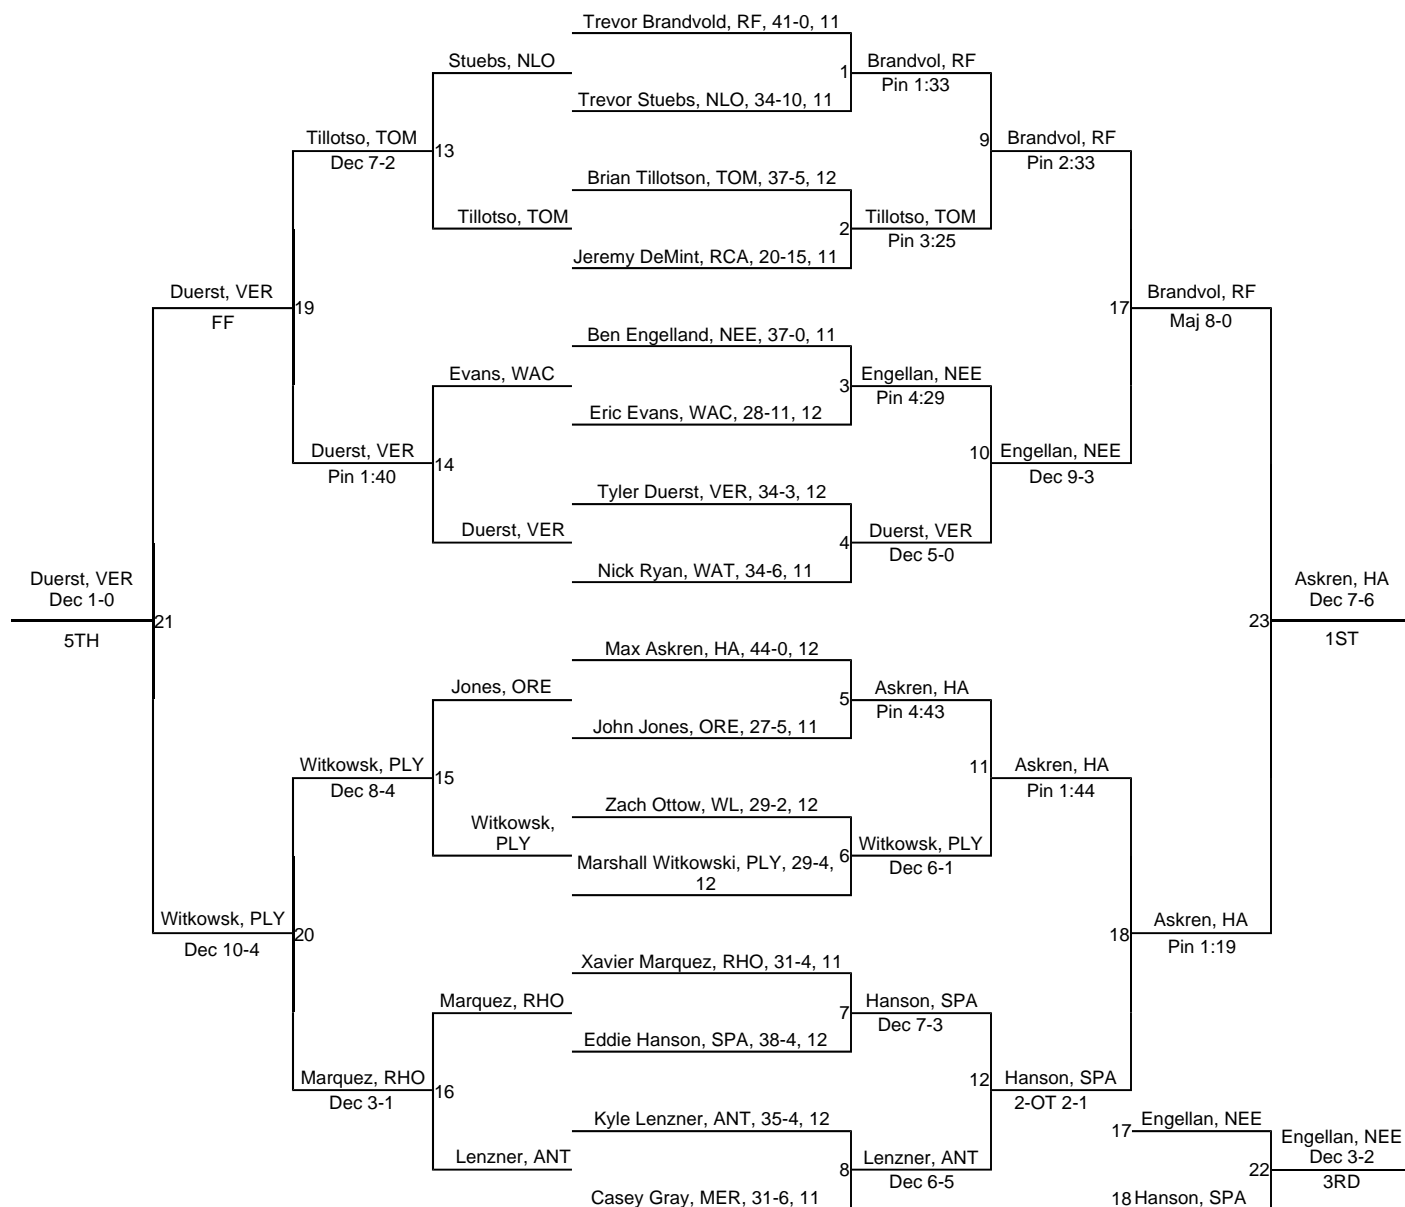 Trevor Brandvold, RF, 41-0, 11
Stuebs, NLO
1
Brandvol, RF
Pin 1:33
Trevor Stuebs, NLO, 34-10, 11
Tillotso, TOM
Dec 7-2
13
9
Brandvol, RF
Pin 2:33
Brian Tillotson, TOM, 37-5, 12
Tillotso, TOM
2
Tillotso, TOM
Pin 3:25
Jeremy DeMint, RCA, 20-15, 11
Duerst, VER
FF
19
17
Brandvol, RF
Maj 8-0
Ben Engelland, NEE, 37-0, 11
Evans, WAC
3
Engellan, NEE
Pin 4:29
Eric Evans, WAC, 28-11, 12
Duerst, VER
Pin 1:40
14
10
Engellan, NEE
Dec 9-3
Tyler Duerst, VER, 34-3, 12
Duerst, VER
4
Duerst, VER
Dec 5-0
Nick Ryan, WAT, 34-6, 11
Duerst, VER
Dec 1-0
5TH
21
23
Askren, HA
Dec 7-6
1ST
Max Askren, HA, 44-0, 12
Jones, ORE
5
Askren, HA
Pin 4:43
John Jones, ORE, 27-5, 11
Witkowsk, PLY
Dec 8-4
15
11
Askren, HA
Pin 1:44
Zach Ottow, WL, 29-2, 12
Witkowsk,
PLY
6
Witkowsk, PLY
Dec 6-1
Marshall Witkowski, PLY, 29-4,
12
Witkowsk, PLY
Dec 10-4
20
18
Askren, HA
Pin 1:19
Xavier Marquez, RHO, 31-4, 11
Marquez, RHO
7
Hanson, SPA
Dec 7-3
Eddie Hanson, SPA, 38-4, 12
Marquez, RHO
Dec 3-1
16
12
Hanson, SPA
2-OT 2-1
Kyle Lenzner, ANT, 35-4, 12
17
Engellan, NEE
Lenzner, ANT
8
Lenzner, ANT
Dec 6-5
22
Engellan, NEE
Dec 3-2
3RD
Casey Gray, MER, 31-6, 11
18
Hanson, SPA